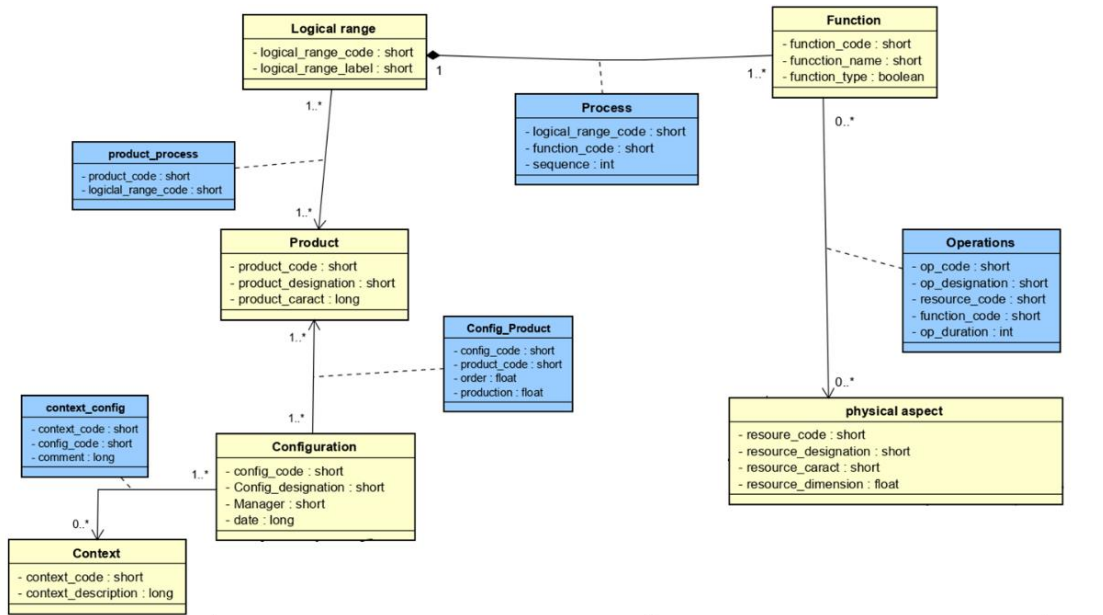 Logical range
- logical_range_code : short
- logical_range_label : short
Function
- function_code : short
- funcction_name : short
- function_type : boolean
1
1..*
1..*
Process
- logical_range_code : short
- function_code : short
- sequence : int
0..*
product_process
- product_code : short
- logiclal_range_code : short
1..*
Product
- product_code : short
- product_designation : short
- product_caract : long
Operations
- op_code : short
- op_designation : short
- resource_code : short
- function_code : short
- op_duration : int
1..*
Config_Product
- config_code : short
- product_code : short
- order : float
- production : float
0..*
context_config
- context_code : short
- config_code : short
- comment : long
1..*
physical aspect
- resoure_code : short
- resource_designation : short
- resource_caract : short
- resource_dimension : float
Configuration
- config_code : short
- Config_designation : short
- Manager : short
- date : long
1..*
0..*
Context
- context_code : short
- context_description : long